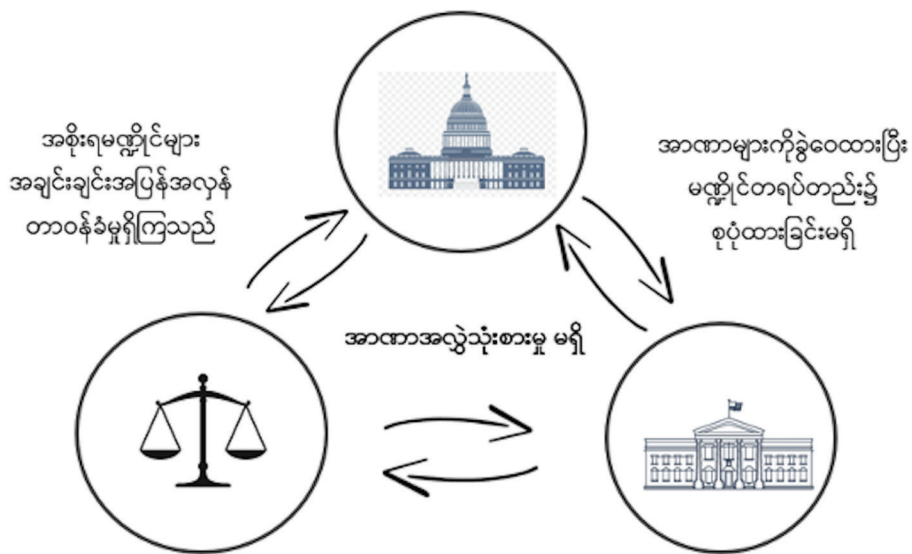 အစိုးရမဏ္ဍိုင်များ
အချင်းချင်းအပြန်အလှန်
တာဝန်ခံမှုရှိကြသည်
အာဏာများကိုခွဲဝေထားပြီး
မဏ္ဍိုင်တရပ်တည်း၌
စုပုံထားခြင်းမရှိ
အာဏာအလွဲသုံးစားမှု မရှိ